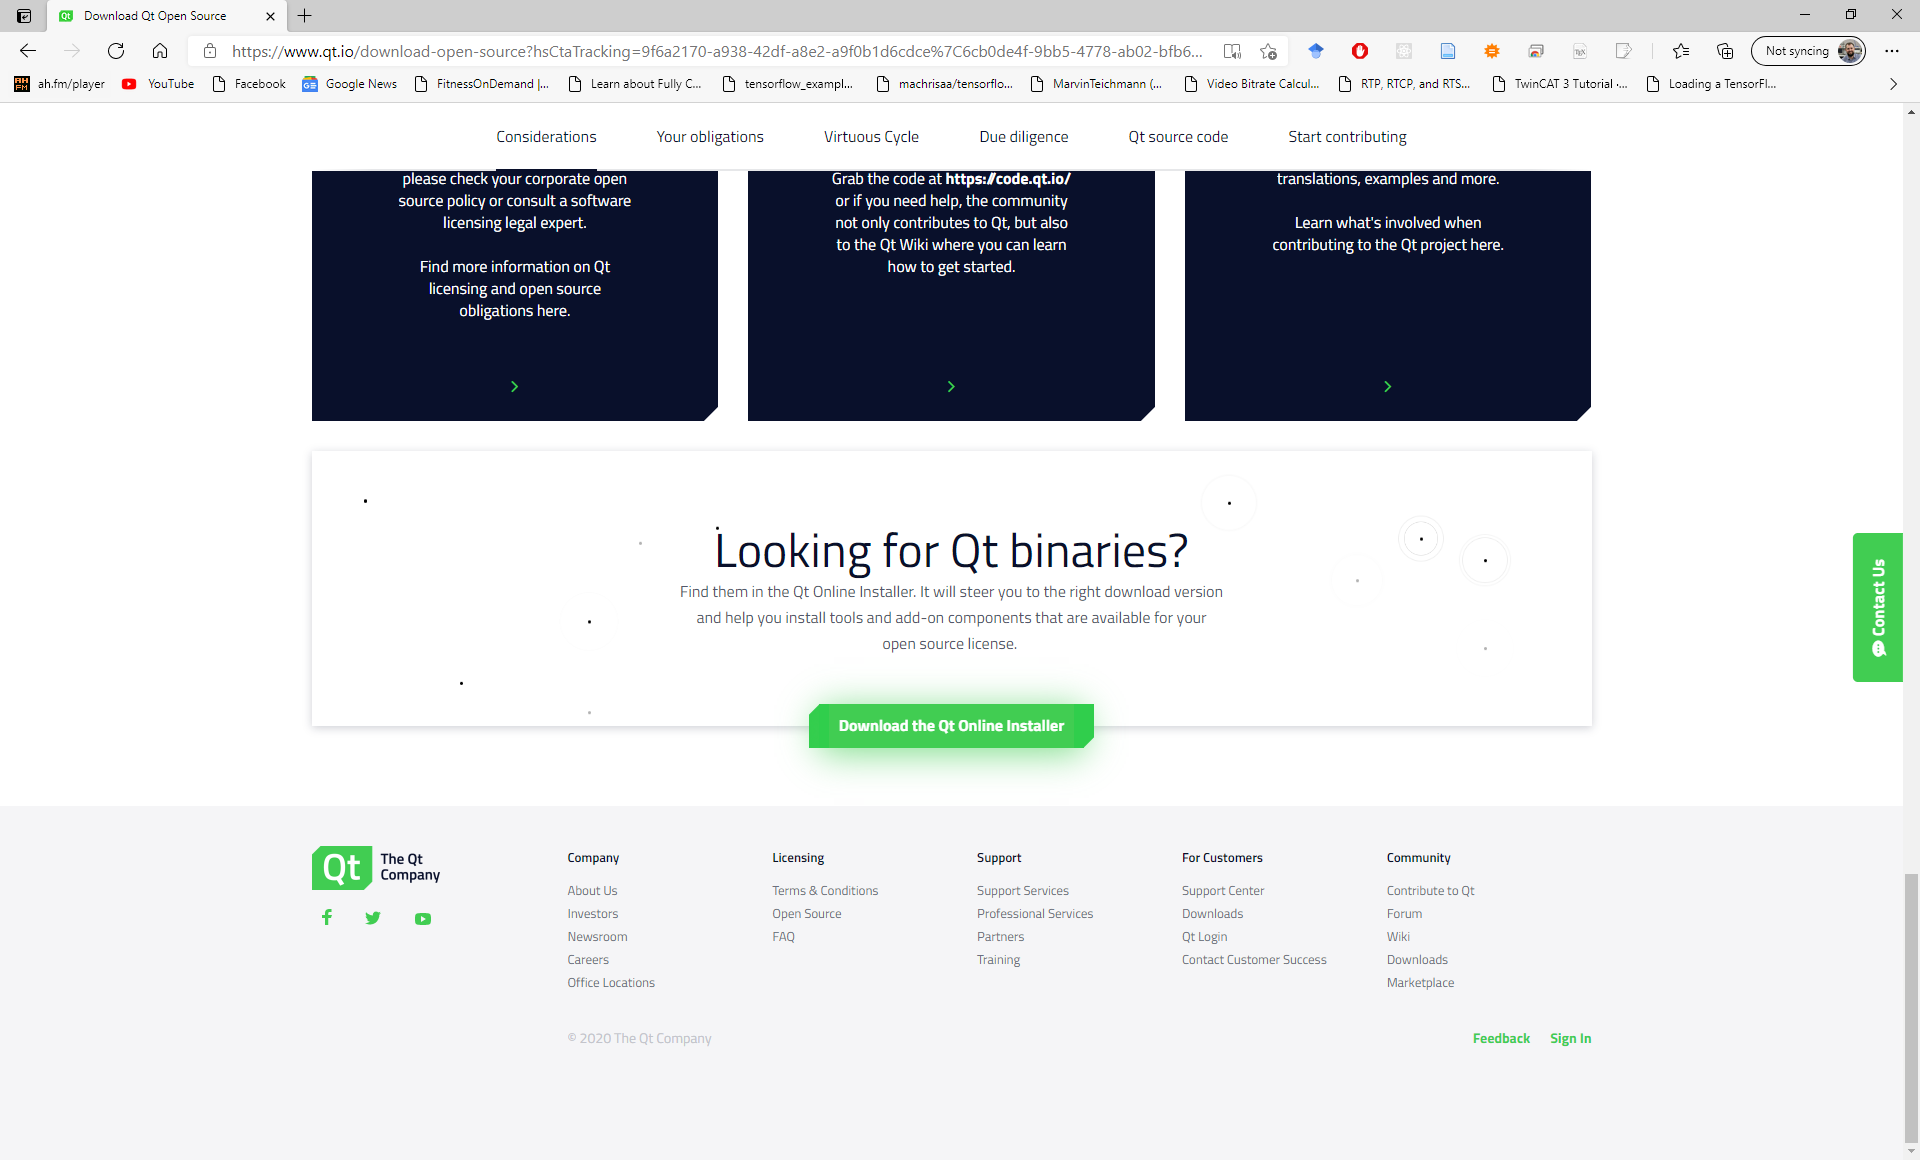 Download Qt Open Source
https://www.qt.io/download-open-source?hsCtaTracking=9f6a2170-a938-42df-a8e2-a9f0b1d6cdce%7C6cb0de4f-9bb5-4778-ab02-bfb6...
Not syncing
ah.fm/player
YouTube
Facebook
Google News
FitnessOnDemand |...
Learn about Fully C...
tensorflow_exampl...
machrisaa/tensorflo...
MarvinTeichmann (...
Video Bitrate Calcul...
RTP, RTCP, and RTS...
TwinCAT 3 Tutorial -...
Loading a TensorFl...
Considerations
Your obligations
Virtuous Cycle
Due diligence
Qt source code
Start contributing
please check your corporate open
source policy or consult a software
licensing legal expert.
Find more information on Qt
licensing and open source
obligations here.
Grab the code at https://code.qt.io/
or if you need help, the community
not only contributes to Qt, but also
to the Qt Wiki where you can learn
how to get started.
translations, examples and more.
Learn what's involved when
contributing to the Qt project here.
Looking for Qt binaries?
Find them in the Qt Online Installer. It will steer you to the right download version
and help you install tools and add-on components that are available for your
open source license.
Download the Qt Online Installer
Contact Us
Qt
The Qt
Company
Company
About Us
Investors
Newsroom
Careers
Office Locations
Licensing
Terms & Conditions
Open Source
FAQ
Support
Support Services
Professional Services
Partners
Training
For Customers
Support Center
Downloads
Qt Login
Contact Customer Success
Community
Contribute to Qt
Forum
Wiki
Downloads
Marketplace
© 2020 The Qt Company
Feedback
Sign In